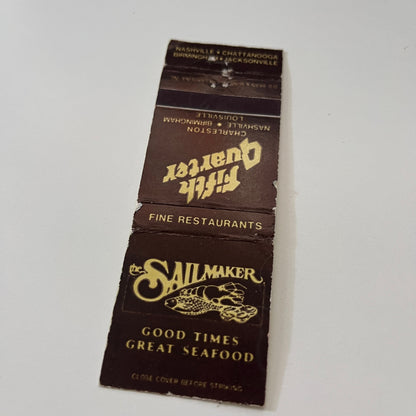 NASHVILLE • CHATTANOOGA
BIRMINGHAM • JACKSONVILLE
Fifth
Quarter
CHARLESTON
NASHVILLE • BIRMINGHAM
LOUISVILLE
FINE RESTAURANTS
the SAILMAKER
GOOD TIMES
GREAT SEAFOOD
CLOSE COVER BEFORE STRIKING